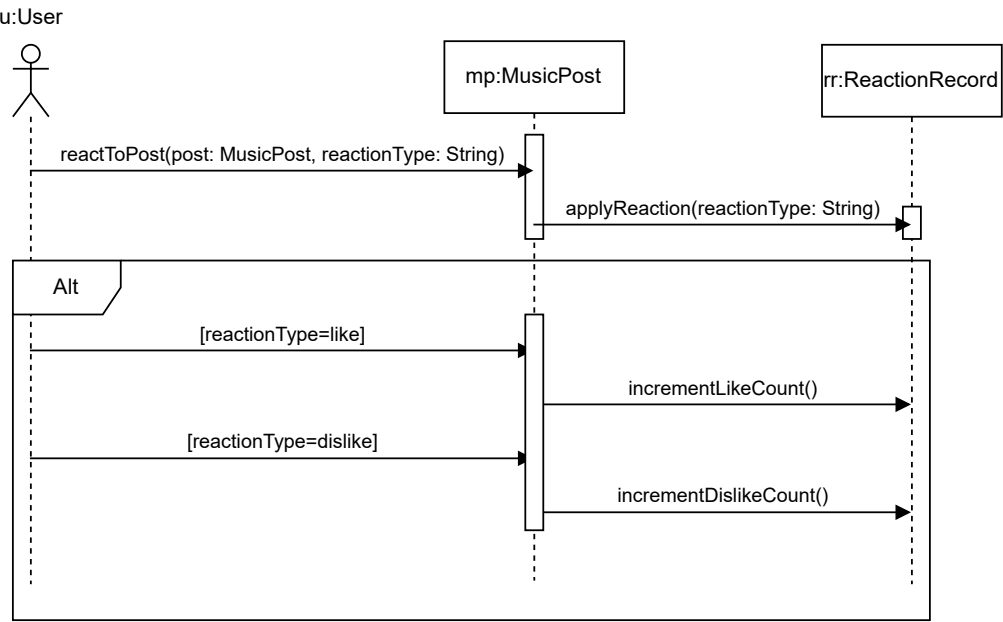 u:User
mp:MusicPost
rr:ReactionRecord
reactToPost(post: MusicPost, reactionType: String)
applyReaction(reactionType: String)
Alt
[reactionType=like]
incrementLikeCount()
[reactionType=dislike]
incrementDislikeCount()